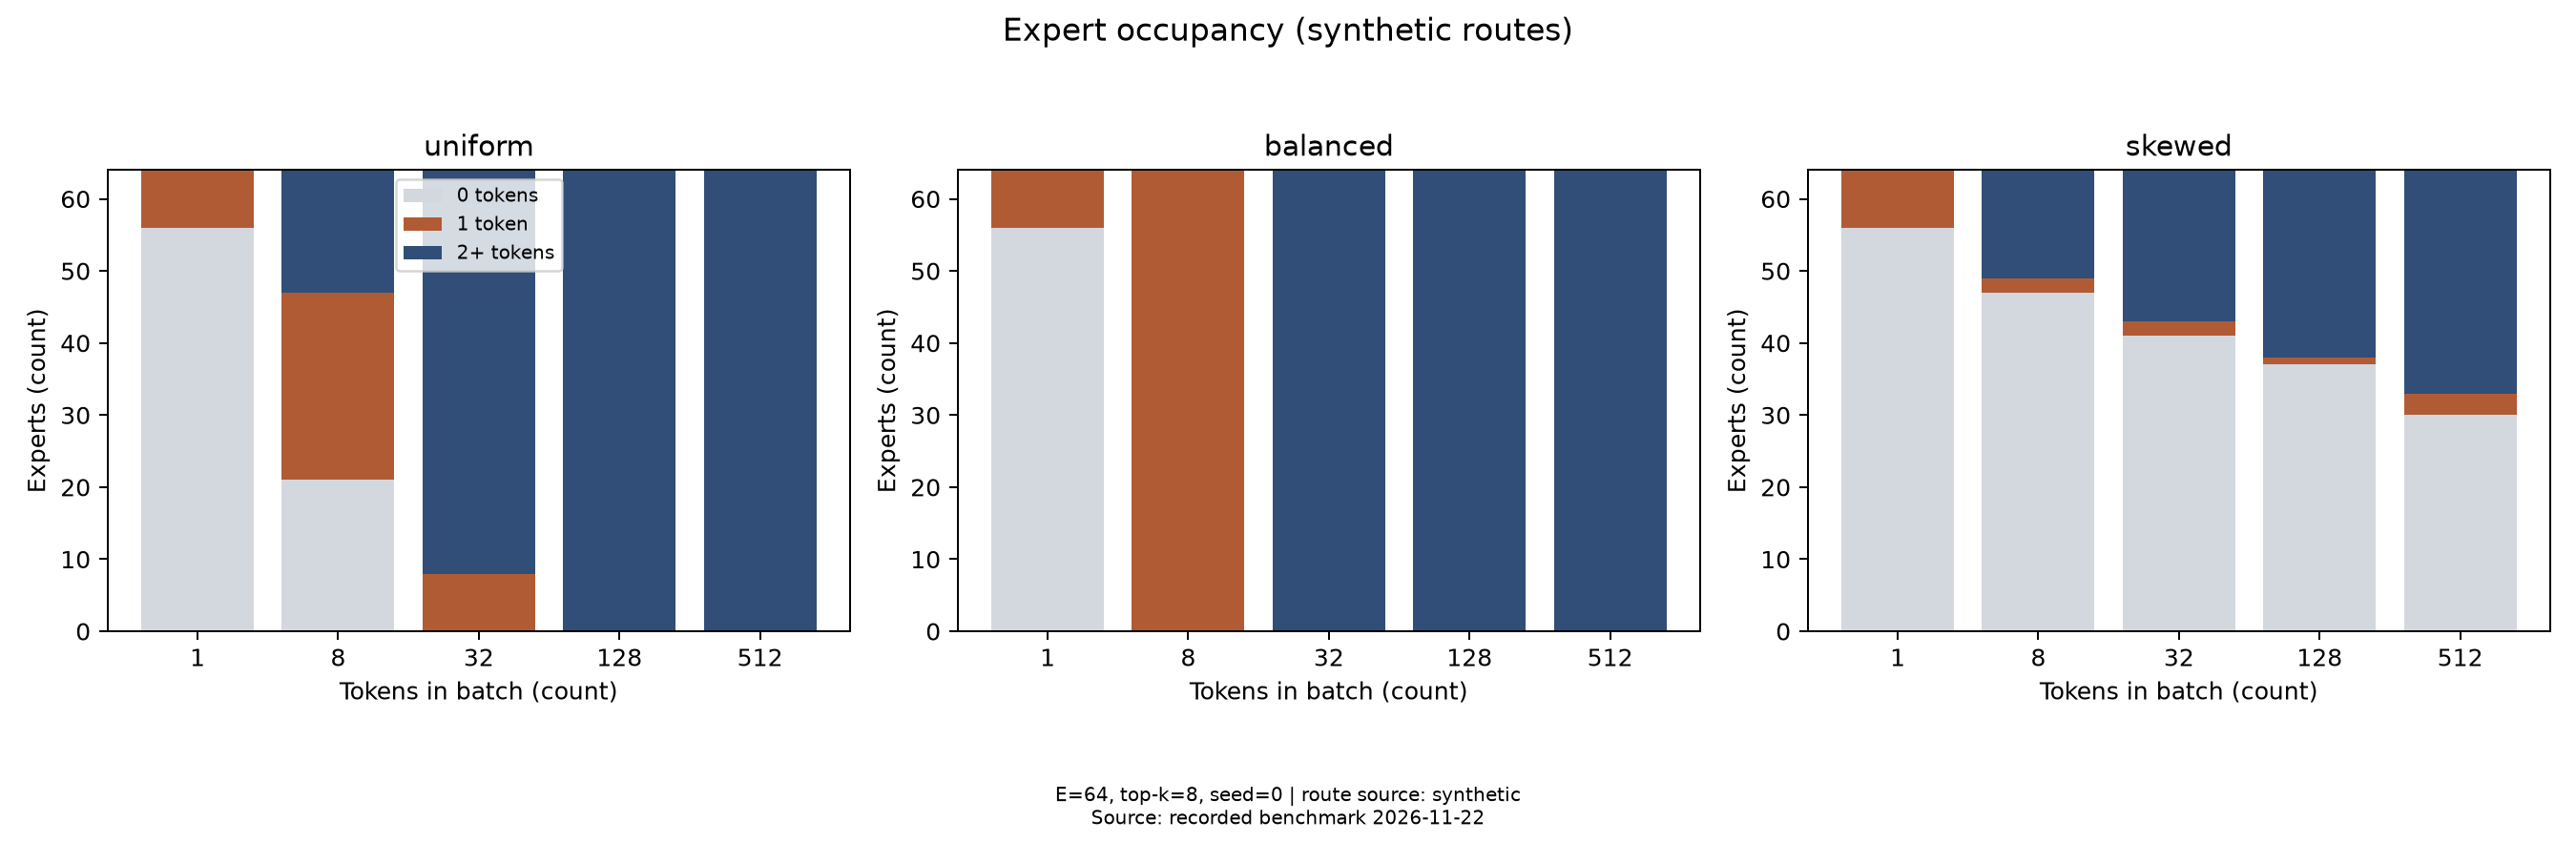 Expert occupancy (synthetic routes)
uniform
0 tokens
1 token
2+ tokens
Experts (count)
60
50
40
30
20
10
0
1 8 32 128 512
Tokens in batch (count)
balanced
Experts (count)
60
50
40
30
20
10
0
1 8 32 128 512
Tokens in batch (count)
skewed
Experts (count)
60
50
40
30
20
10
0
1 8 32 128 512
Tokens in batch (count)
E=64, top-k=8, seed=0 | route source: synthetic
Source: recorded benchmark 2026-11-22